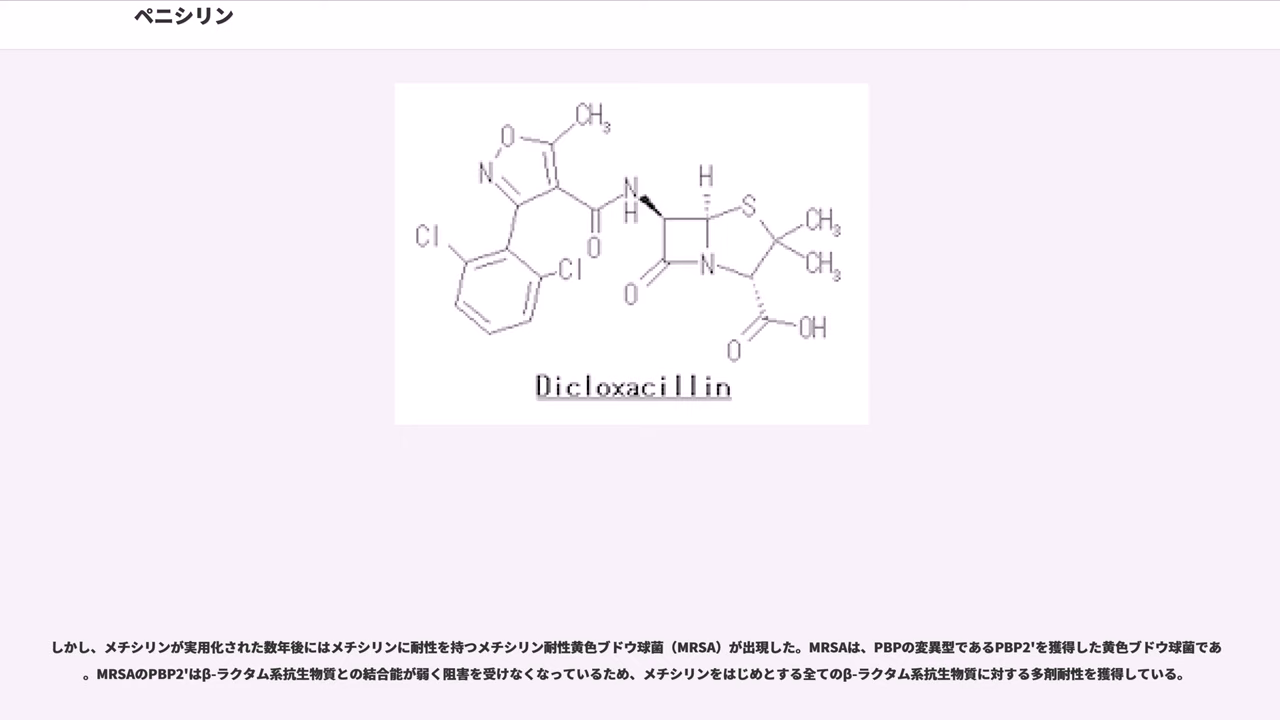 ペニシリン
CH3
O
N
H
N
H
S
CH3
Cl
O
CH3
Cl
N
O
OH
O
Dicloxacillin
しかし、メチシリンが実用化された数年後にはメチシリンに耐性を持つメチシリン耐性黄色ブドウ球菌（MRSA）が出現した。MRSAは、PBPの変異型であるPBP2'を獲得した黄色ブドウ球菌であ
。MRSAのPBP2'はβ-ラクタム系抗生物質との結合能が弱く阻害を受けなくなっているため、メチシリンをはじめとする全てのβ-ラクタム系抗生物質に対する多剤耐性を獲得している。